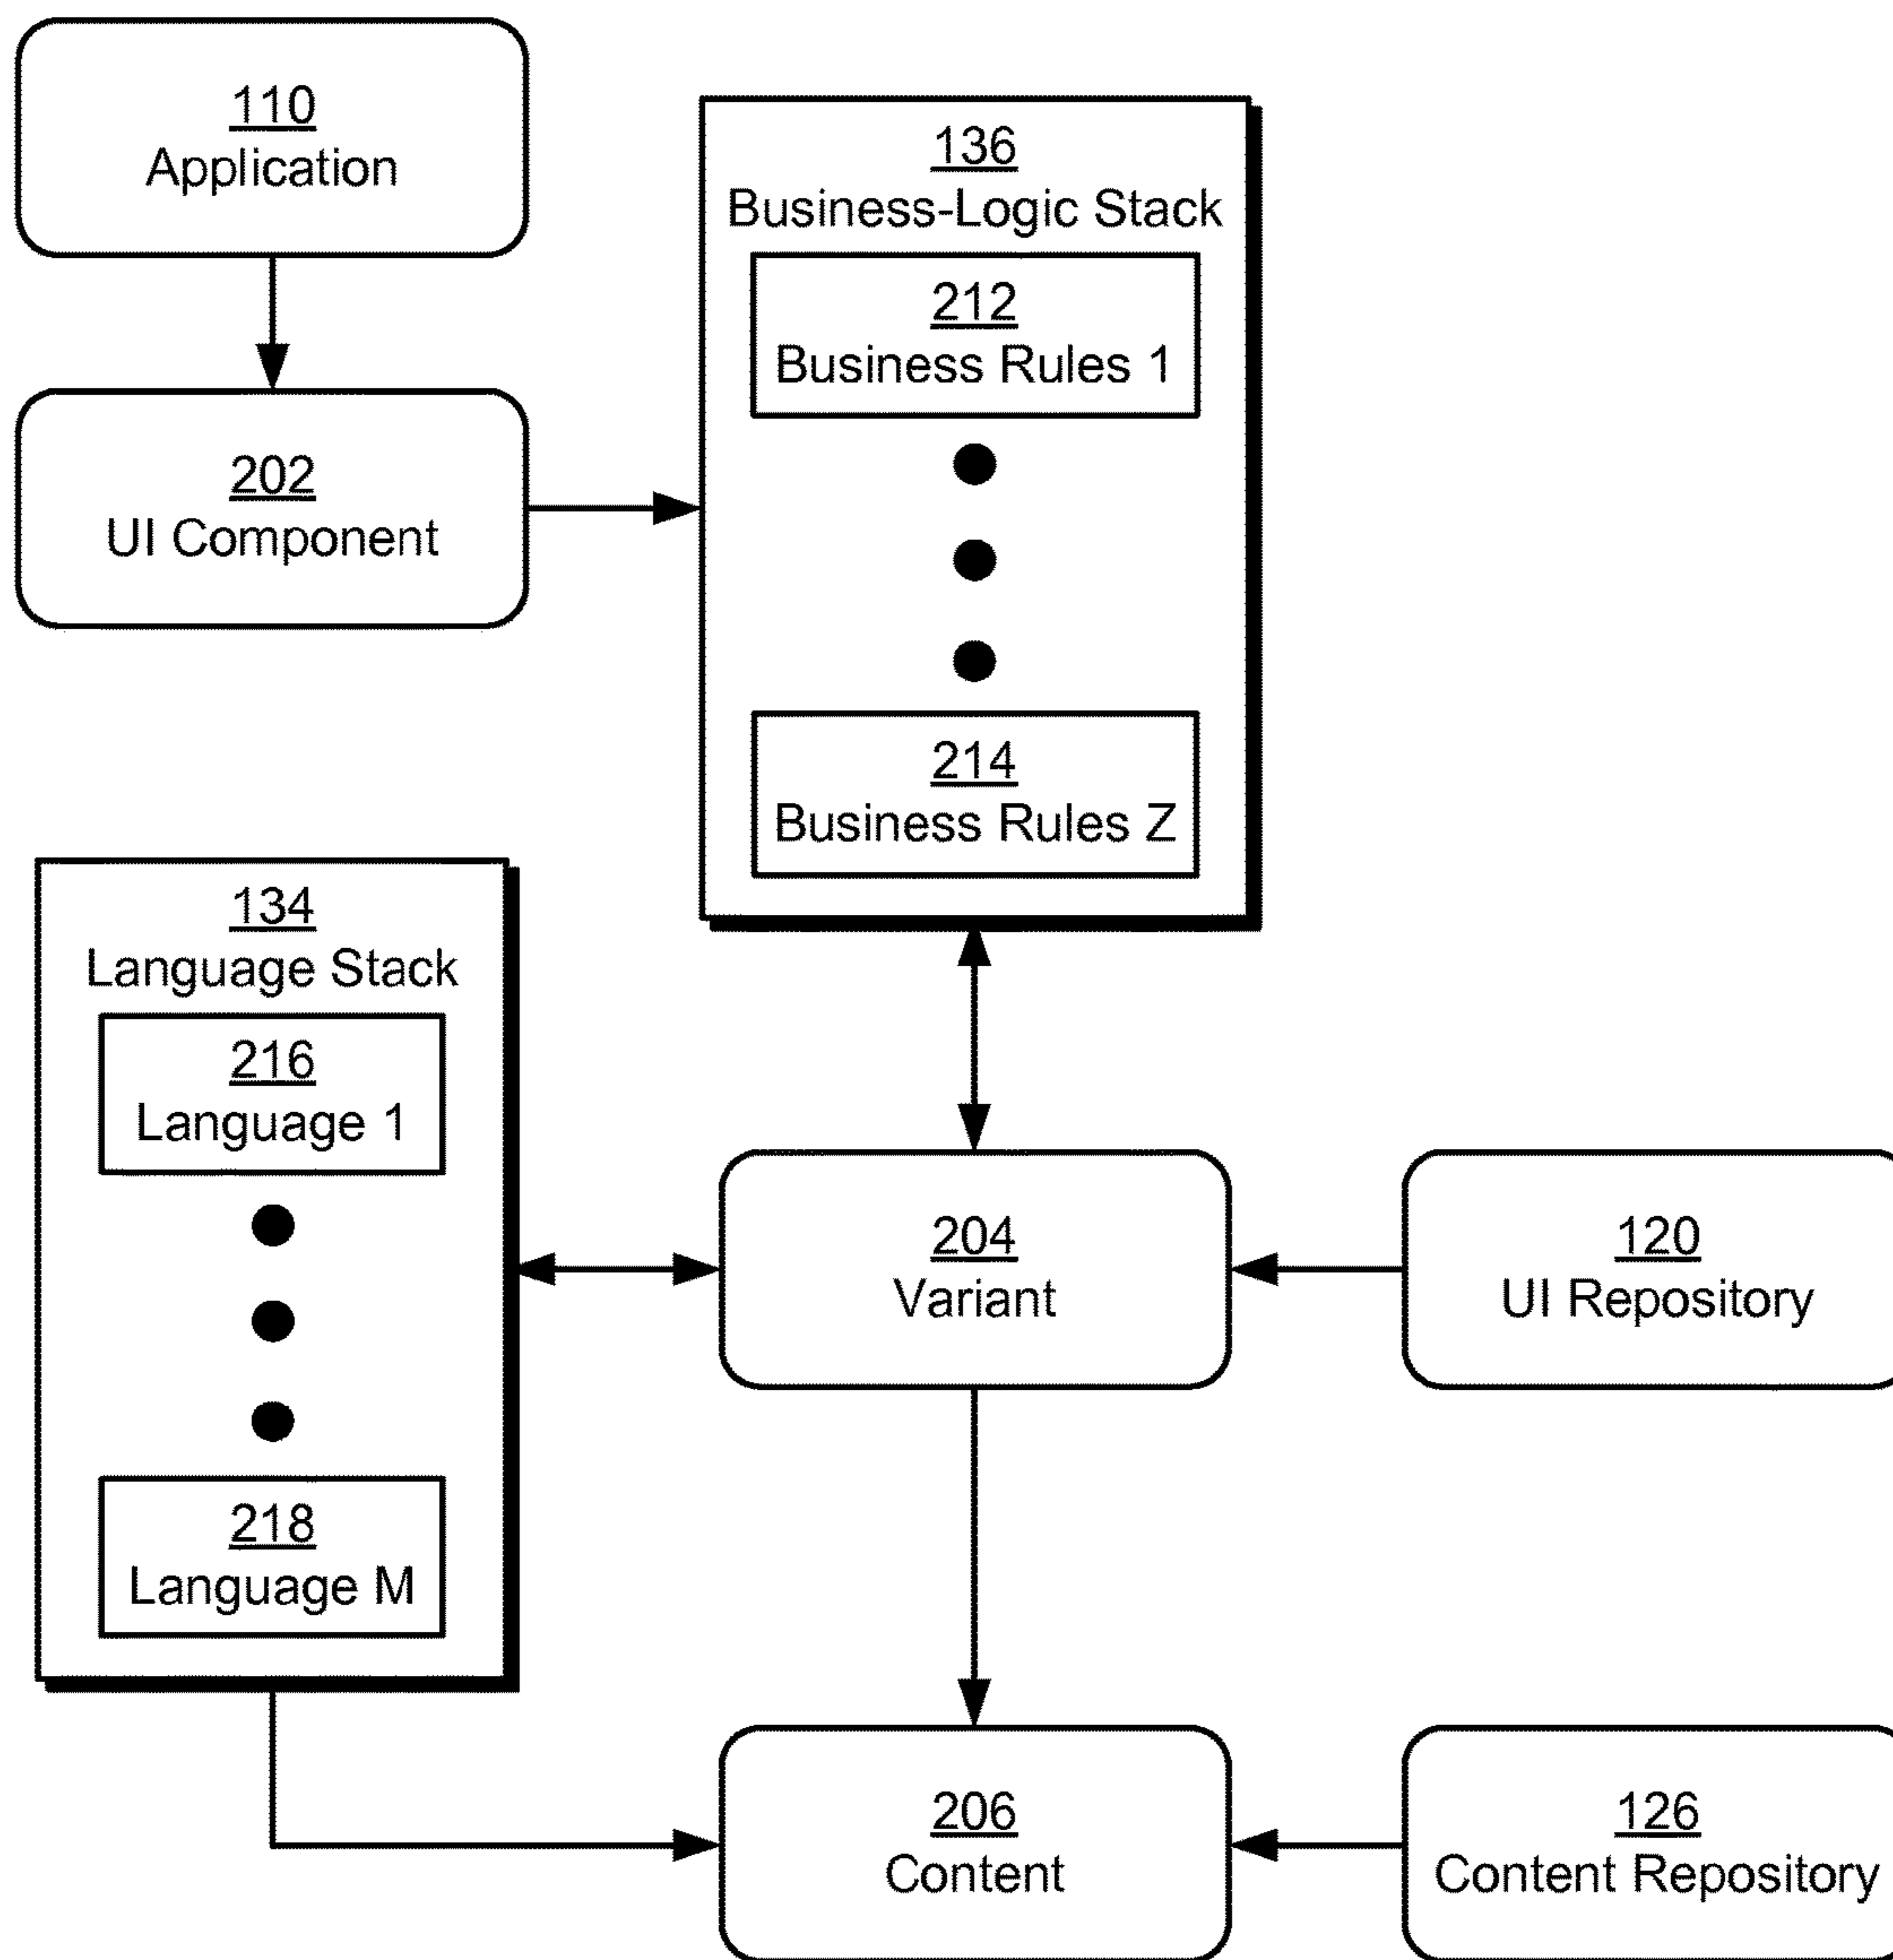 110
Application
136
Business-Logic Stack
212
Business Rules 1
202
UI Component
214
Business Rules Z
134
Language Stack
216
Language 1
204
Variant
120
UI Repository
218
Language M
206
Content
126
Content Repository